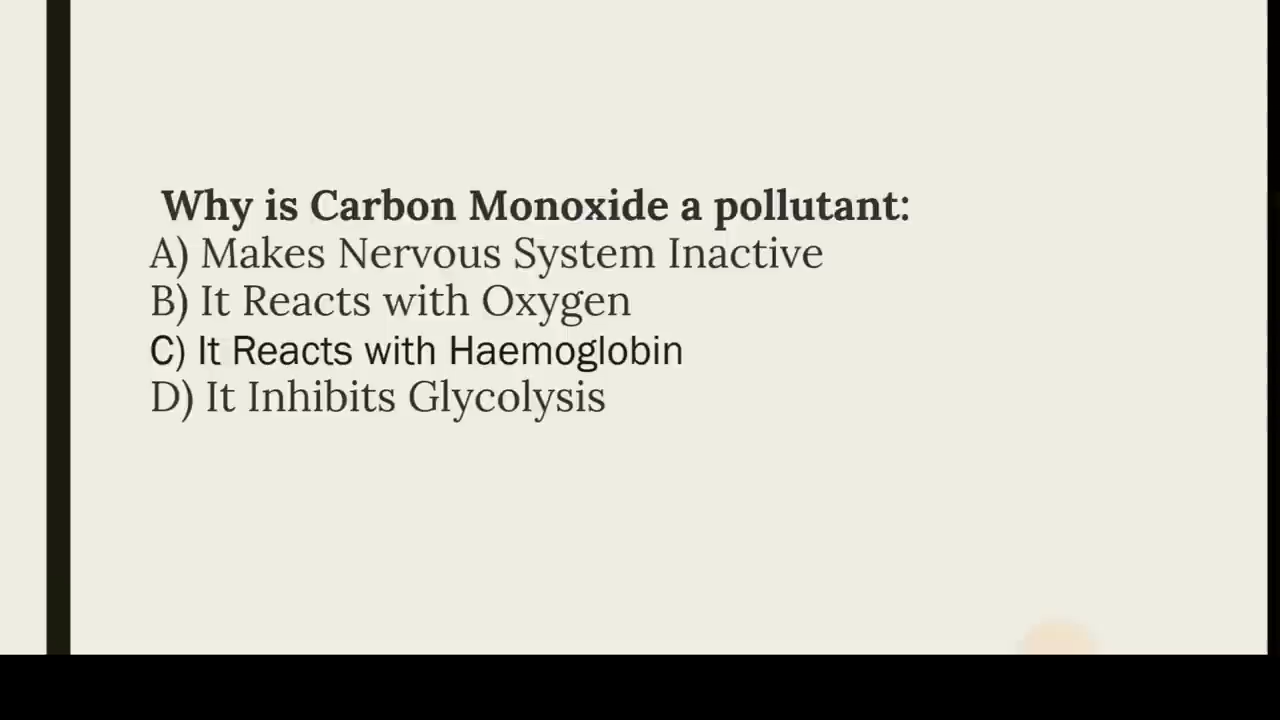 Why is Carbon Monoxide a pollutant:
A) Makes Nervous System Inactive
B) It Reacts with Oxygen
C) It Reacts with Haemoglobin
D) It Inhibits Glycolysis